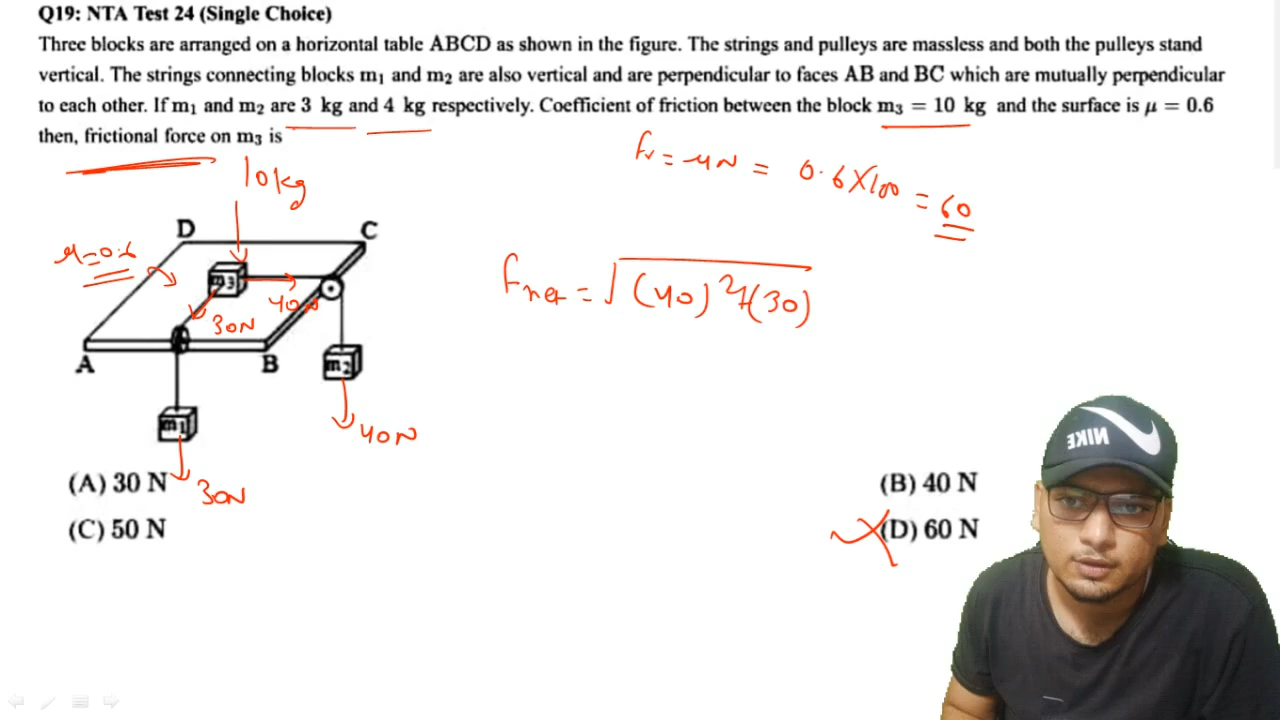 Q19: NTA Test 24 (Single Choice)
Three blocks are arranged on a horizontal table ABCD as shown in the figure. The strings and pulleys are massless and both the pulleys stand
vertical. The strings connecting blocks m₁ and m₂ are also vertical and are perpendicular to faces AB and BC which are mutually perpendicular
to each other. If m₁ and m₂ are 3 kg and 4 kg respectively. Coefficient of friction between the block m₃ = 10 kg and the surface is μ = 0.6
then, frictional force on m₃ is
fr = μN = 0.6×100 = 60
10kg
D
C
μ=0.6
m3
40N
30N
Fnet = √(40)²+(30)
A
B
m2
m1
40N
30N
(A) 30 N
(B) 40 N
(C) 50 N
(D) 60 N
NIKE